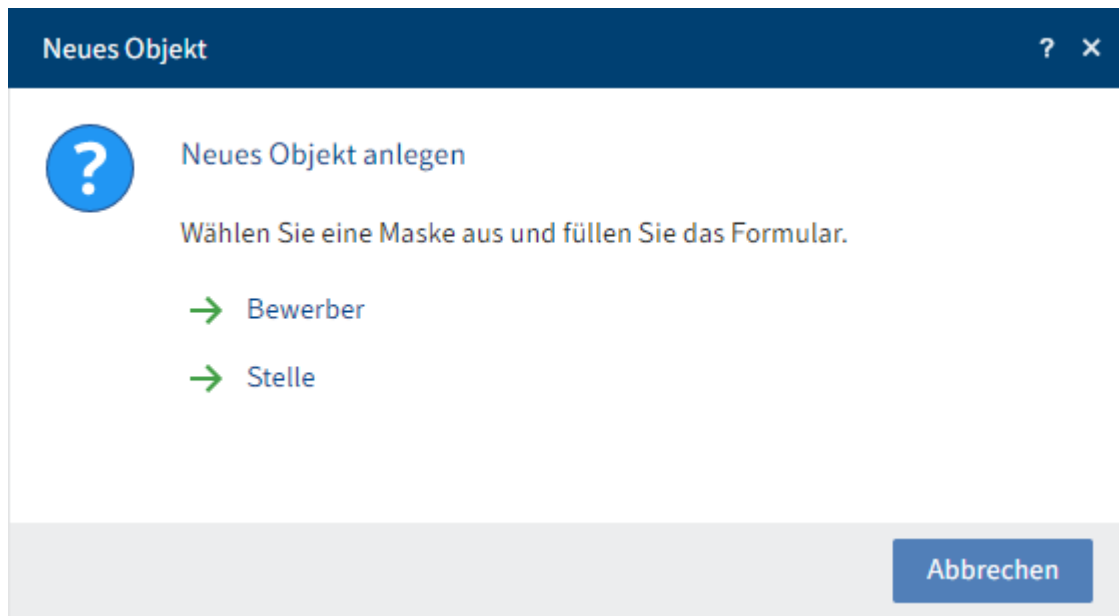 Neues Objekt ? ×
?
Neues Objekt anlegen
Wählen Sie eine Maske aus und füllen Sie das Formular.
→ Bewerber
→ Stelle
Abbrechen